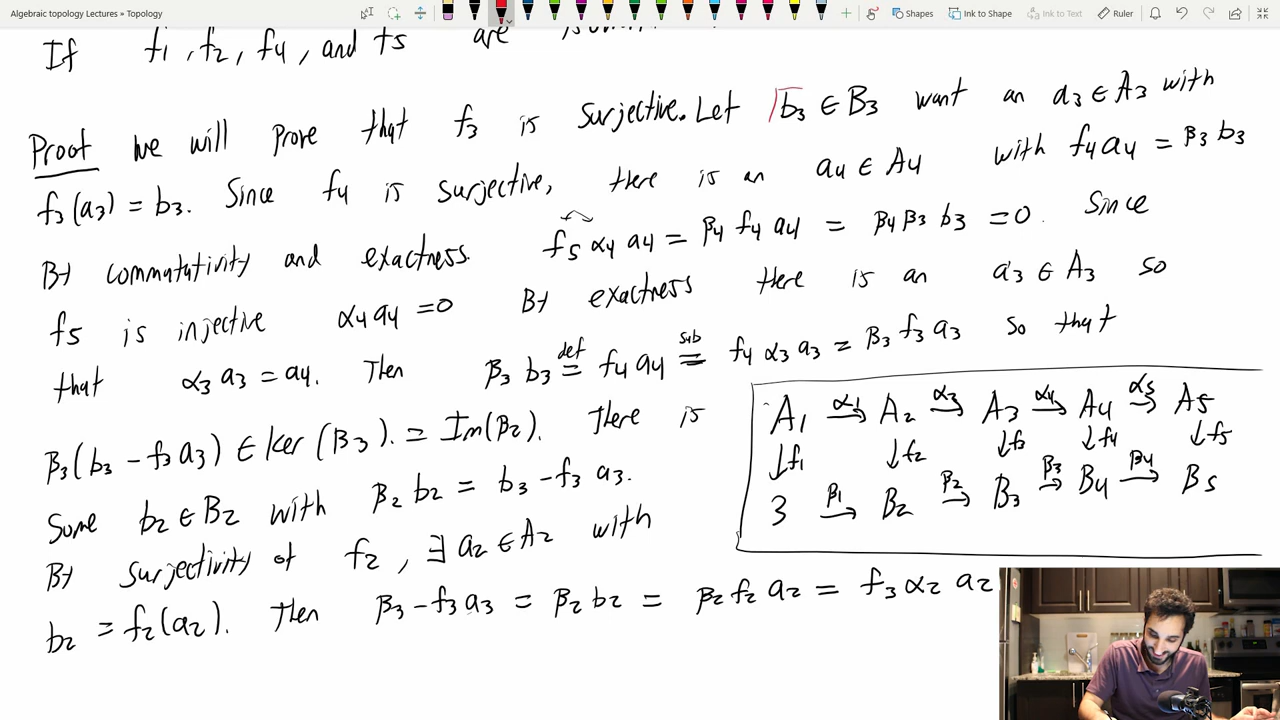 Algebraic topology Lectures » Topology
Shapes
Ink to Shape
Ink to Text
Ruler
If f1, f2, f4, and f5 are
Proof we will prove that f3 is surjective. Let b3 ∈ B3 want an a3 ∈ A3 with
f3(a3) = b3. Since f4 is surjective, there is an a4 ∈ A4 with f4 a4 = β3 b3
By commutativity and exactness. f5 α4 a4 = β4 f4 a4 = β4 β3 b3 = 0. Since
f5 is injective α4 a4 = 0 By exactness there is an a3 ∈ A3 so
that α3 a3 = a4. Then β3 b3 =def f4 a4 =sub f4 α3 a3 = β3 f3 a3 so that
β3(b3 − f3 a3) ∈ ker(β3). = Im(β2). There is
Some b2 ∈ B2 with β2 b2 = b3 − f3 a3.
By surjectivity of f2, ∃ a2 ∈ A2 with
b2 = f2(a2). Then β3 − f3 a3 = β2 b2 = β2 f2 a2 = f3 α2 a2
A1 →α1 A2 →α3 A3 →α4 A4 →α5 A5
↓f1 ↓f2 ↓f3 ↓f4 ↓f5
3 →β1 B2 →β2 B3 →β3 B4 →β4 B5